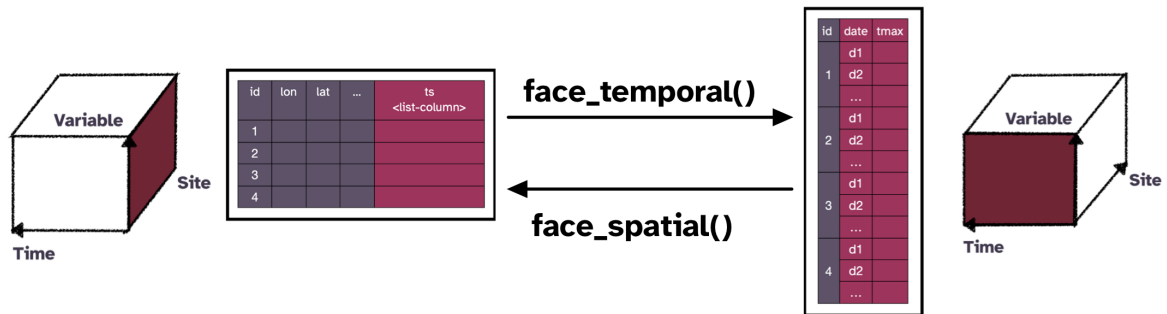 Variable
Site
Time
id lon lat ... ts
<list-column>
1
2
3
4
face_temporal()
face_spatial()
id date tmax
d1
1 d2
...
d1
2 d2
...
d1
3 d2
...
d1
4 d2
...
Variable
Site
Time